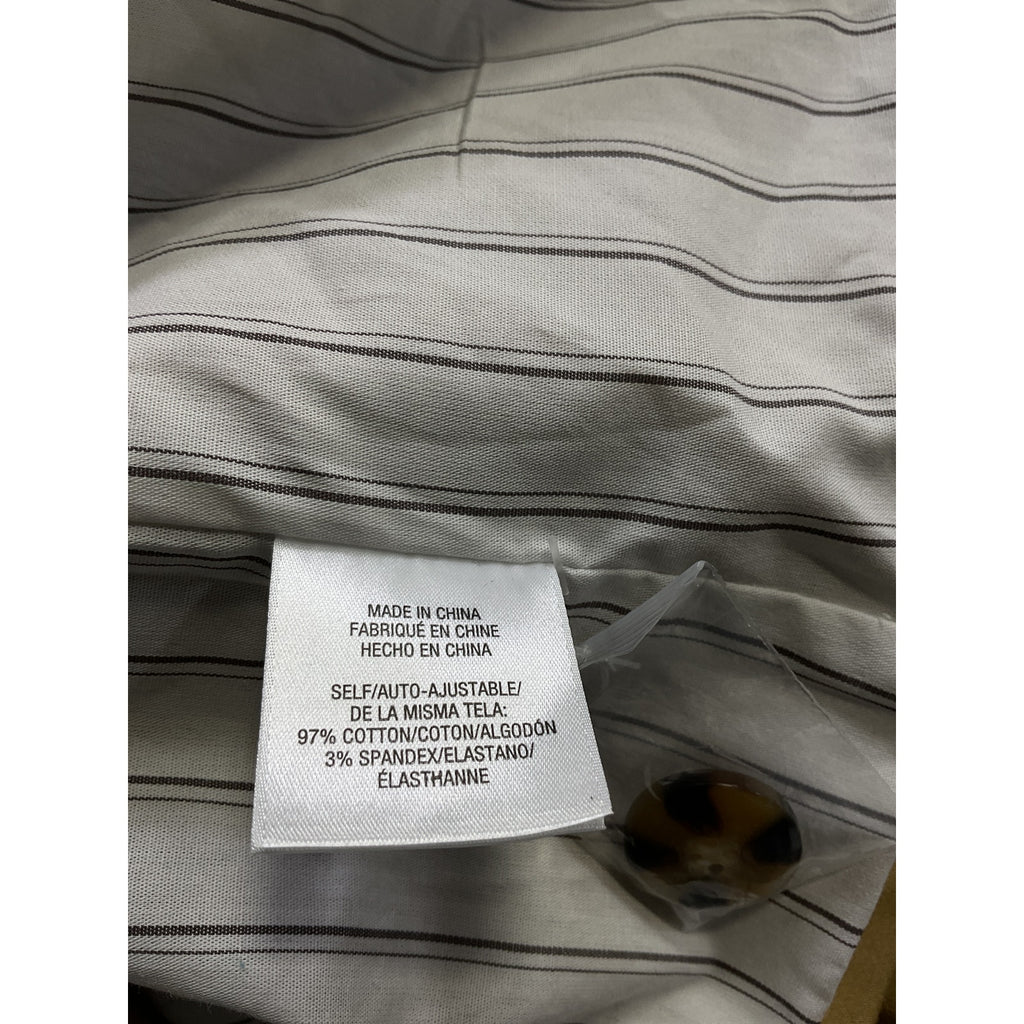 MADE IN CHINA
FABRIQUÉ EN CHINE
HECHO EN CHINA
SELF/AUTO-AJUSTABLE/
DE LA MISMA TELA:
97% COTTON/COTON/ALGODÓN
3% SPANDEX/ELASTANO/
ÉLASTHANNE